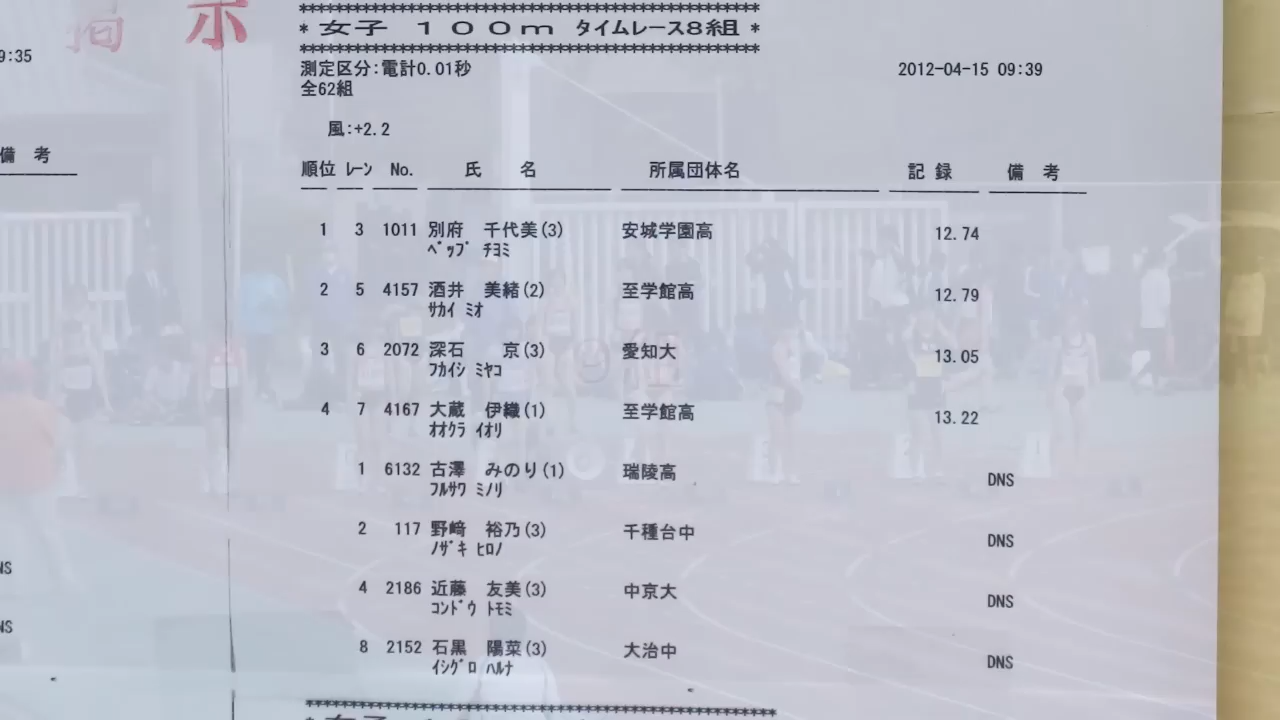 掲 示
9:35
備 考
NS
NS
****************************************
* 女子 １００ｍ タイムレース8組 *
****************************************
測定区分:電計0.01秒 2012-04-15 09:39
全62組
風:+2.2
順位 レーン No. 氏 名 所属団体名 記 録 備 考
1 3 1011 別府 千代美(3) 安城学園高 12.74
ﾍﾞｯﾌﾟ ﾁﾖﾐ
2 5 4157 酒井 美緒(2) 至学館高 12.79
ｻｶｲ ﾐｵ
3 6 2072 深石 京(3) 愛知大 13.05
ﾌｶｲｼ ﾐﾔｺ
4 7 4167 大蔵 伊織(1) 至学館高 13.22
ｵｵｸﾗ ｲｵﾘ
1 6132 古澤 みのり(1) 瑞陵高 DNS
ﾌﾙｻﾜ ﾐﾉﾘ
2 117 野﨑 裕乃(3) 千種台中 DNS
ﾉｻﾞｷ ﾋﾛﾉ
4 2186 近藤 友美(3) 中京大 DNS
ｺﾝﾄﾞｳ ﾄﾓﾐ
8 2152 石黒 陽菜(3) 大治中 DNS
ｲｼｸﾞﾛ ﾊﾙﾅ
****************************************
* 女子